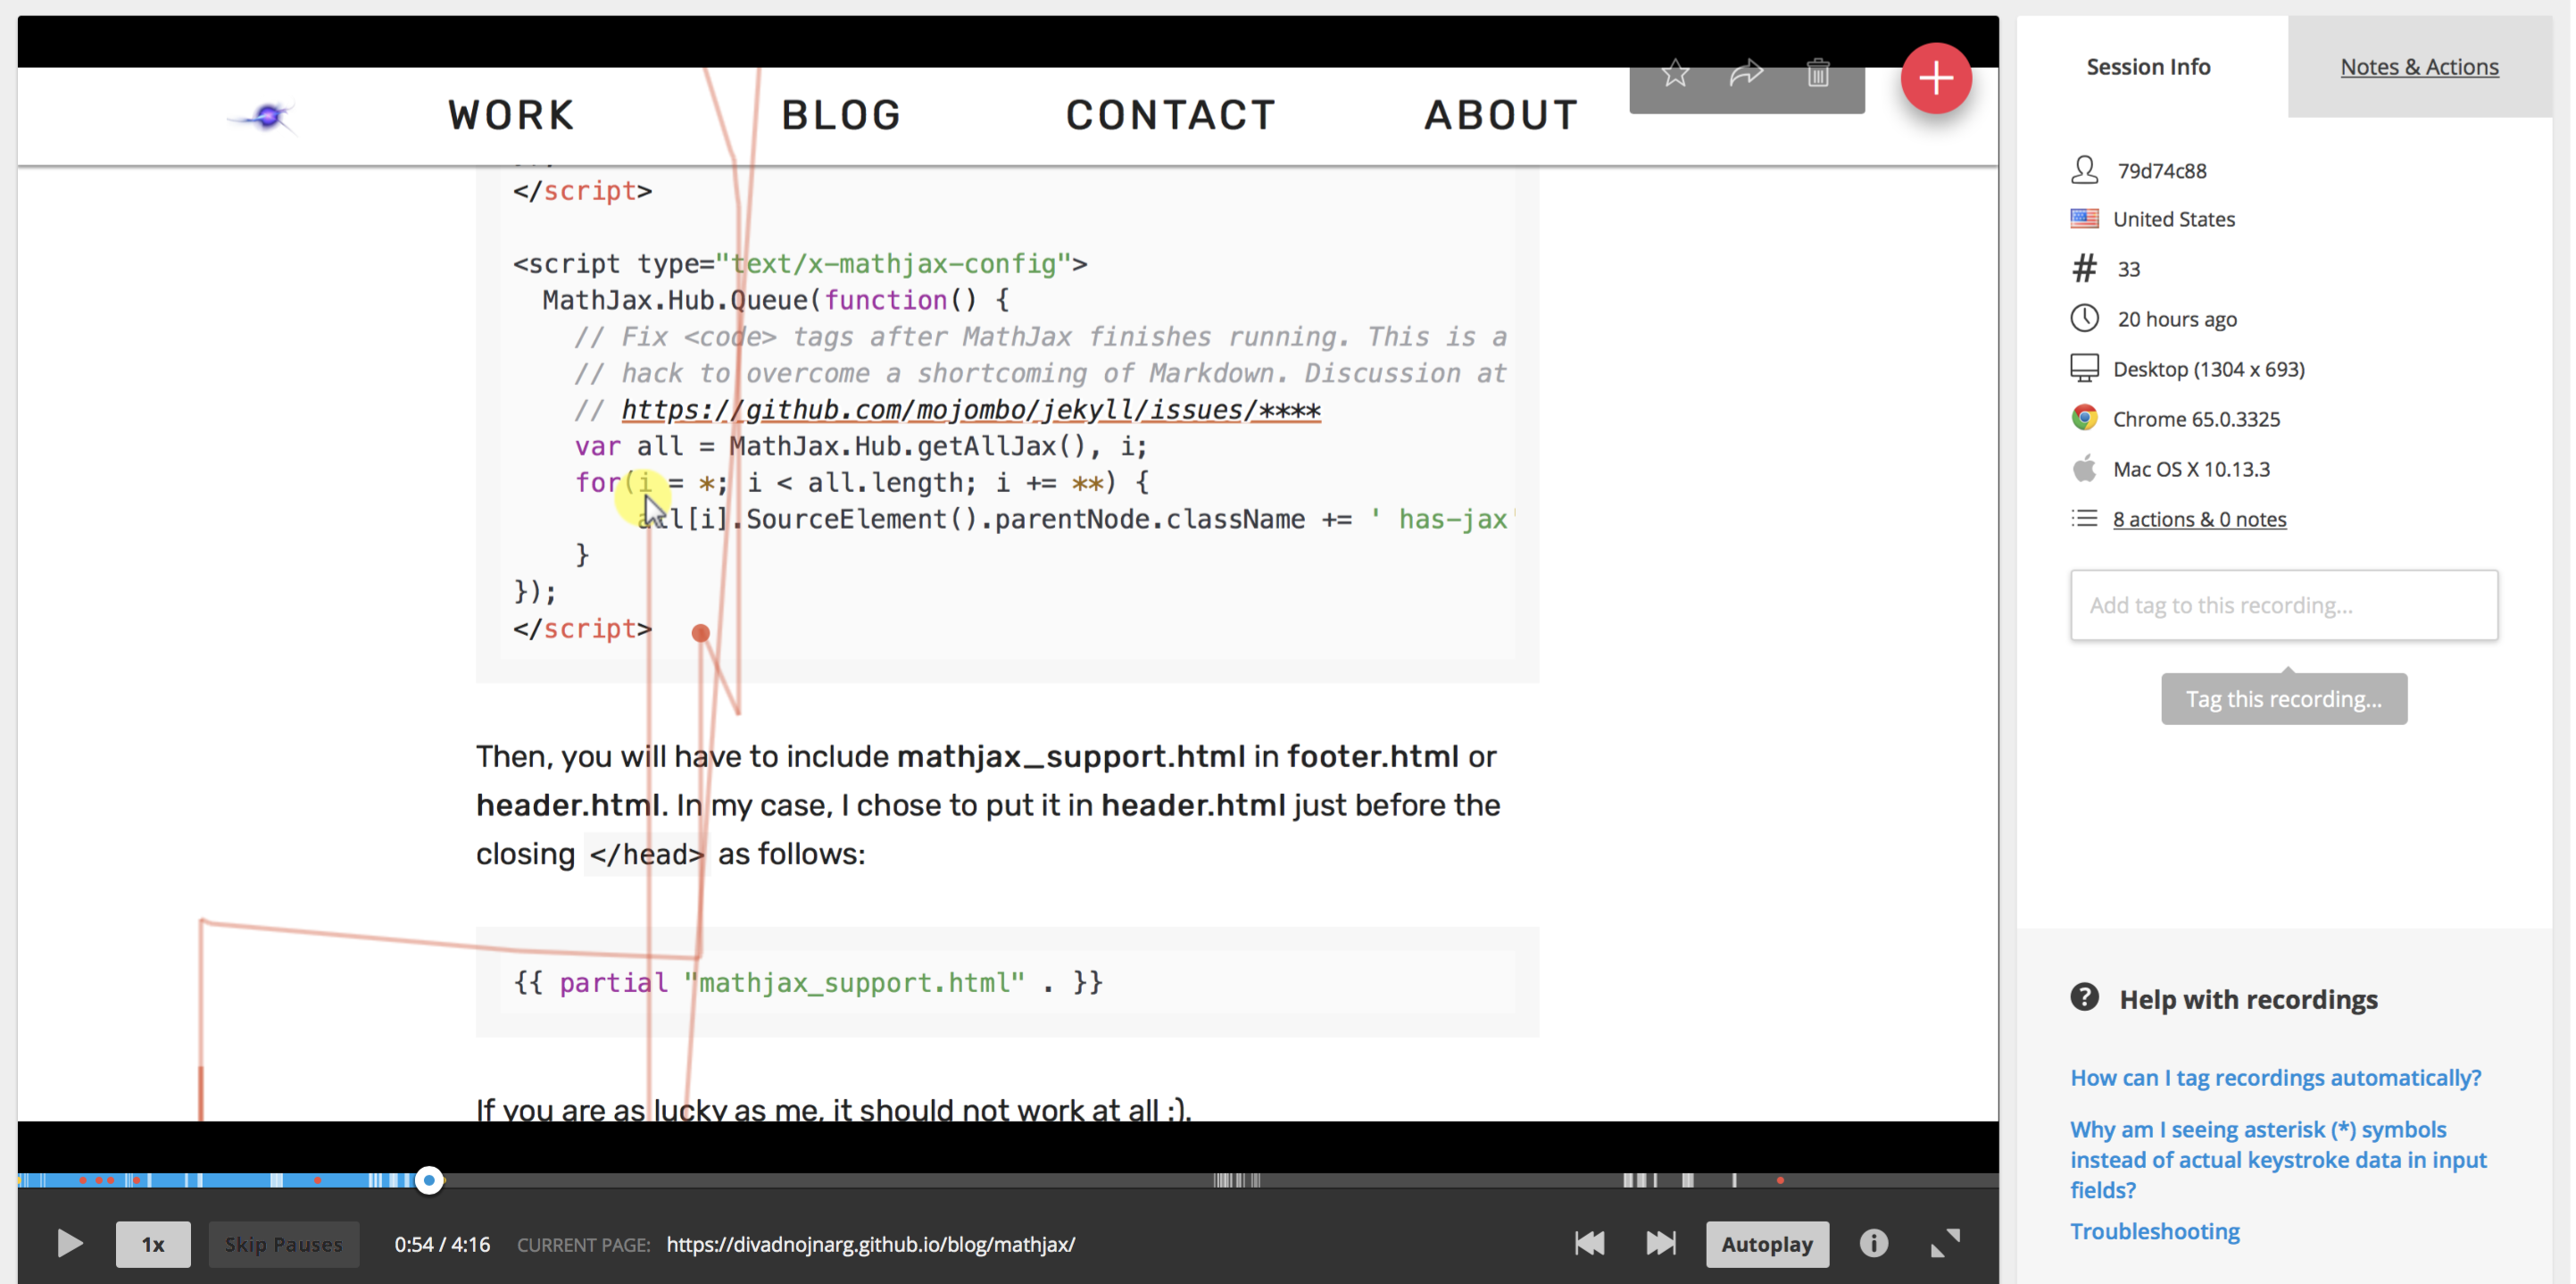 WORK
BLOG
CONTACT
ABOUT
</script>
<script type="text/x-mathjax-config">
MathJax.Hub.Queue(function() {
// Fix <code> tags after MathJax finishes running. This is a
// hack to overcome a shortcoming of Markdown. Discussion at
// https://github.com/mojombo/jekyll/issues/****
var all = MathJax.Hub.getAllJax(), i;
for(i = *; i < all.length; i += **) {
all[i].SourceElement().parentNode.className += ' has-jax'
}
});
</script>
Then, you will have to include mathjax_support.html in footer.html or
header.html. In my case, I chose to put it in header.html just before the
closing </head> as follows:
{{ partial "mathjax_support.html" . }}
If you are as lucky as me, it should not work at all :).
1x
Skip Pauses
0:54 / 4:16
CURRENT PAGE: https://divadnojnarg.github.io/blog/mathjax/
Autoplay
Session Info
Notes & Actions
79d74c88
United States
# 33
20 hours ago
Desktop (1304 x 693)
Chrome 65.0.3325
Mac OS X 10.13.3
8 actions & 0 notes
Add tag to this recording...
Tag this recording...
Help with recordings
How can I tag recordings automatically?
Why am I seeing asterisk (*) symbols
instead of actual keystroke data in input
fields?
Troubleshooting